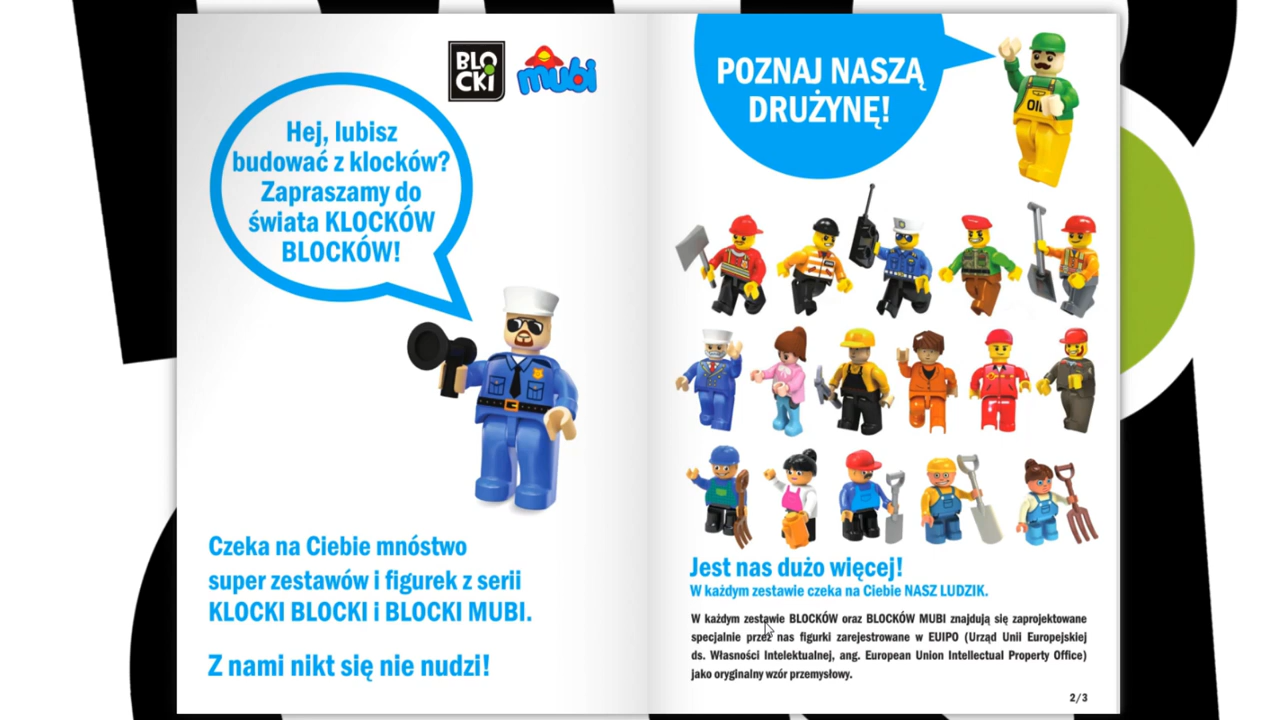 BLO
CKI
mubi
Hej, lubisz
budować z klocków?
Zapraszamy do
świata KLOCKÓW
BLOCKÓW!
Czeka na Ciebie mnóstwo
super zestawów i figurek z serii
KLOCKI BLOCKI i BLOCKI MUBI.
Z nami nikt się nie nudzi!
POZNAJ NASZĄ
DRUŻYNĘ!
OIL
Jest nas dużo więcej!
W każdym zestawie czeka na Ciebie NASZ LUDZIK.
W każdym zestawie BLOCKÓW oraz BLOCKÓW MUBI znajdują się zaprojektowane
specjalnie przez nas figurki zarejestrowane w EUIPO (Urząd Unii Europejskiej
ds. Własności Intelektualnej, ang. European Union Intellectual Property Office)
jako oryginalny wzór przemysłowy.
2/3